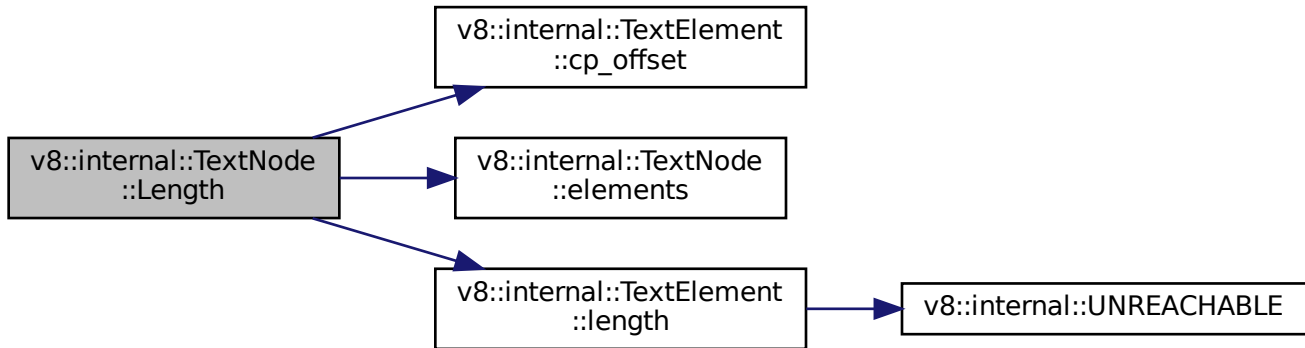 v8::internal::TextElement
::cp_offset
v8::internal::TextNode
::Length
v8::internal::TextNode
::elements
v8::internal::TextElement
::length
v8::internal::UNREACHABLE